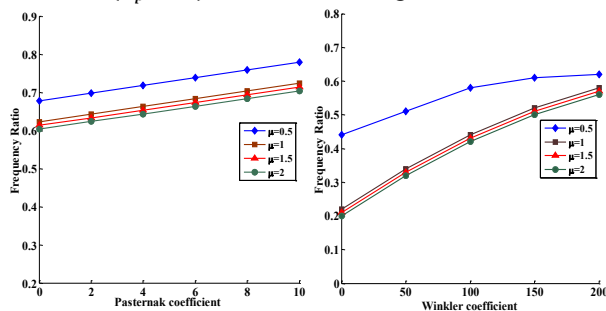 0.9
0.8
0.7
0.6
0.5
0.4
0.3
0.2
0
2
4
6
8
10
Frequency Ratio
Pasternak coefficient
μ=0.5
μ=1
μ=1.5
μ=2
0.8
0.7
0.6
0.5
0.4
0.3
0.2
0.1
0
0
50
100
150
200
Frequency Ratio
Winkler coefficient
μ=0.5
μ=1
μ=1.5
μ=2